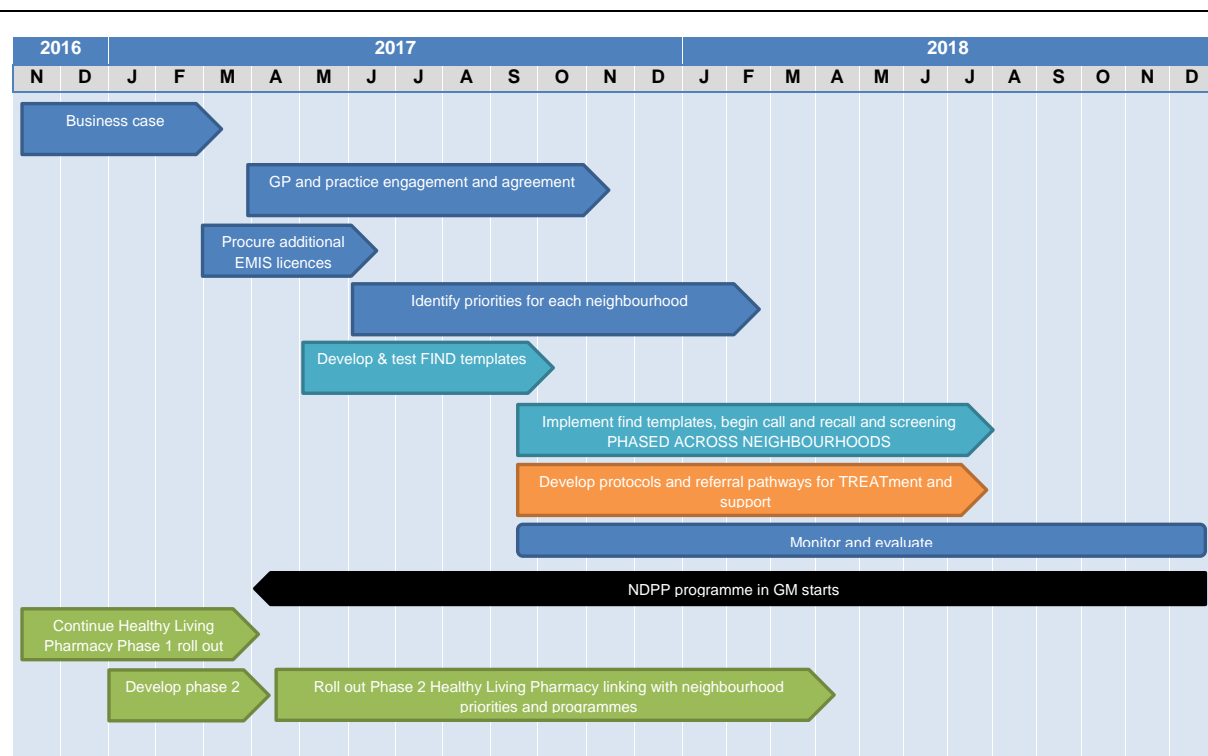 2016 2017 2018
N D J F M A M J J A S O N D J F M A M J J A S O N D
Business case
GP and practice engagement and agreement
Procure additional
EMIS licences
Identify priorities for each neighbourhood
Develop & test FIND templates
Implement find templates, begin call and recall and screening
PHASED ACROSS NEIGHBOURHOODS
Develop protocols and referral pathways for TREATment and
support
Monitor and evaluate
NDPP programme in GM starts
Continue Healthy Living
Pharmacy Phase 1 roll out
Develop phase 2
Roll out Phase 2 Healthy Living Pharmacy linking with neighbourhood
priorities and programmes